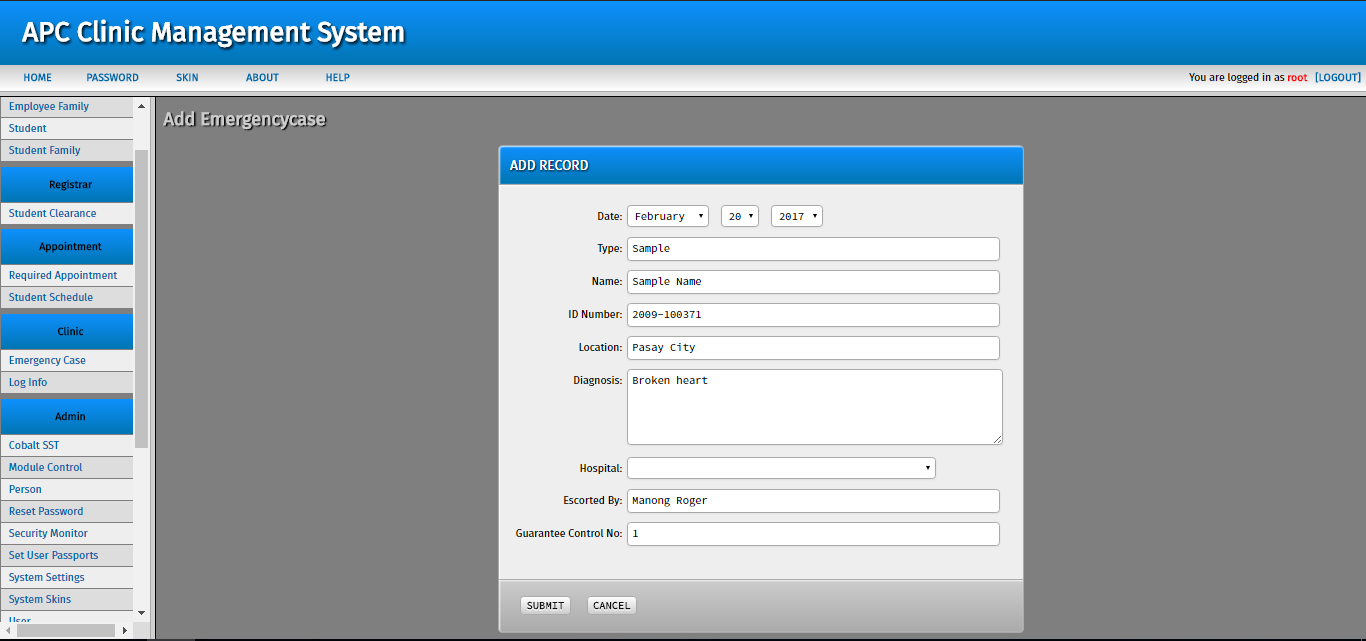 APC Clinic Management System
HOME PASSWORD SKIN ABOUT HELP You are logged in as root [LOGOUT]
Employee Family
Student
Student Family
Registrar
Student Clearance
Appointment
Required Appointment
Student Schedule
Clinic
Emergency Case
Log Info
Admin
Cobalt SST
Module Control
Person
Reset Password
Security Monitor
Set User Passports
System Settings
System Skins
User
Add Emergencycase
ADD RECORD
Date: February 20 2017
Type: Sample
Name: Sample Name
ID Number: 2009-100371
Location: Pasay City
Diagnosis: Broken heart
Hospital:
Escorted By: Manong Roger
Guarantee Control No: 1
SUBMIT CANCEL